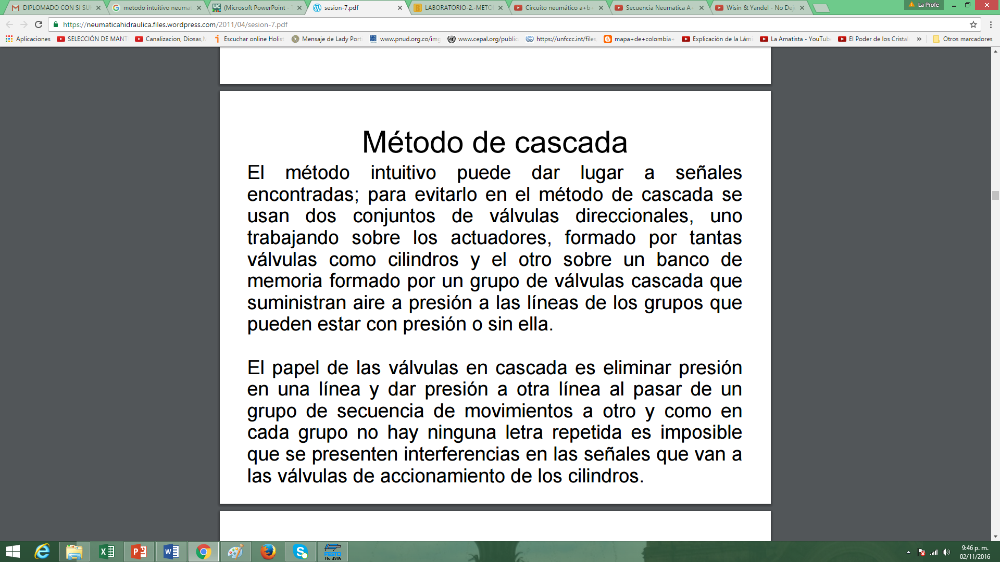 DIPLOMADO CON SI SU
metodo intuitivo neumat
(Microsoft PowerPoint -
sesion-7.pdf
LABORATORIO-2.-METO
Circuito neumático a+b+
Secuencia Neumatica A+
Wisin & Yandel - No Dej
La Profe
https://neumaticahidraulica.files.wordpress.com/2011/04/sesion-7.pdf
Aplicaciones
SELECCIÓN DE MANT
Canalizacion, Diosas,
Escuchar online Holist
Mensaje de Lady Port
www.pnud.org.co/img
www.cepal.org/public
https://unfccc.int/files
mapa+de+colombia+
Explicación de la Lámi
La Amatista - YouTub
El Poder de los Crista
»
Otros marcadores
Método de cascada
El método intuitivo puede dar lugar a señales
encontradas; para evitarlo en el método de cascada se
usan dos conjuntos de válvulas direccionales, uno
trabajando sobre los actuadores, formado por tantas
válvulas como cilindros y el otro sobre un banco de
memoria formado por un grupo de válvulas cascada que
suministran aire a presión a las líneas de los grupos que
pueden estar con presión o sin ella.
El papel de las válvulas en cascada es eliminar presión
en una línea y dar presión a otra línea al pasar de un
grupo de secuencia de movimientos a otro y como en
cada grupo no hay ninguna letra repetida es imposible
que se presenten interferencias en las señales que van a
las válvulas de accionamiento de los cilindros.
FESTO
FluidSIM
9:46 p. m.
02/11/2016